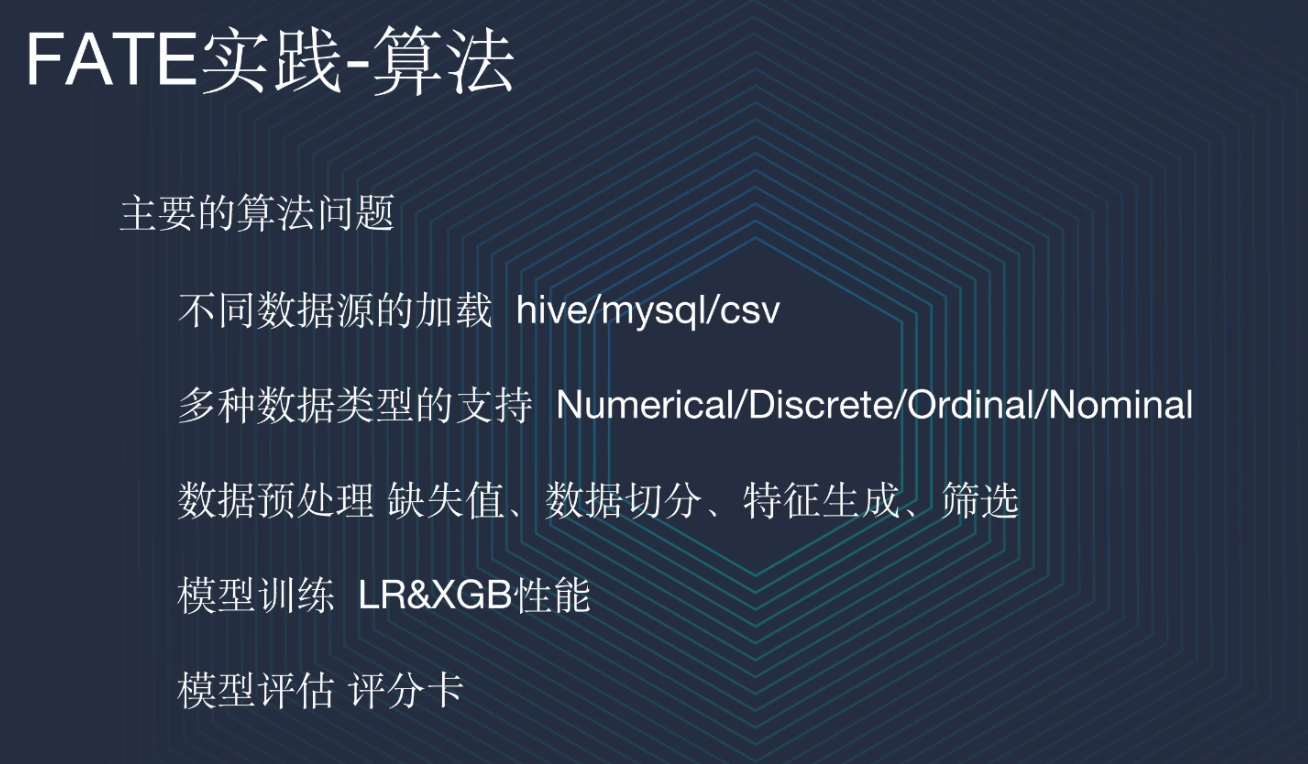 FATE实践-算法
主要的算法问题
不同数据源的加载 hive/mysql/csv
多种数据类型的支持 Numerical/Discrete/Ordinal/Nominal
数据预处理 缺失值、数据切分、特征生成、筛选
模型训练 LR&XGB性能
模型评估 评分卡